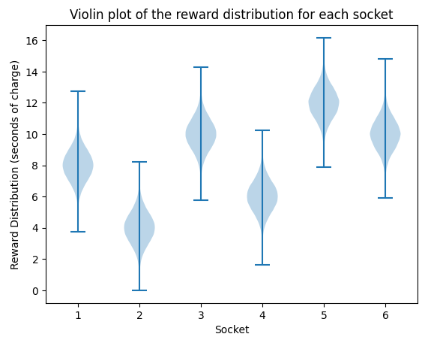 Violin plot of the reward distribution for each socket
Reward Distribution (seconds of charge)
16
14
12
10
8
6
4
2
0
1 2 3 4 5 6
Socket